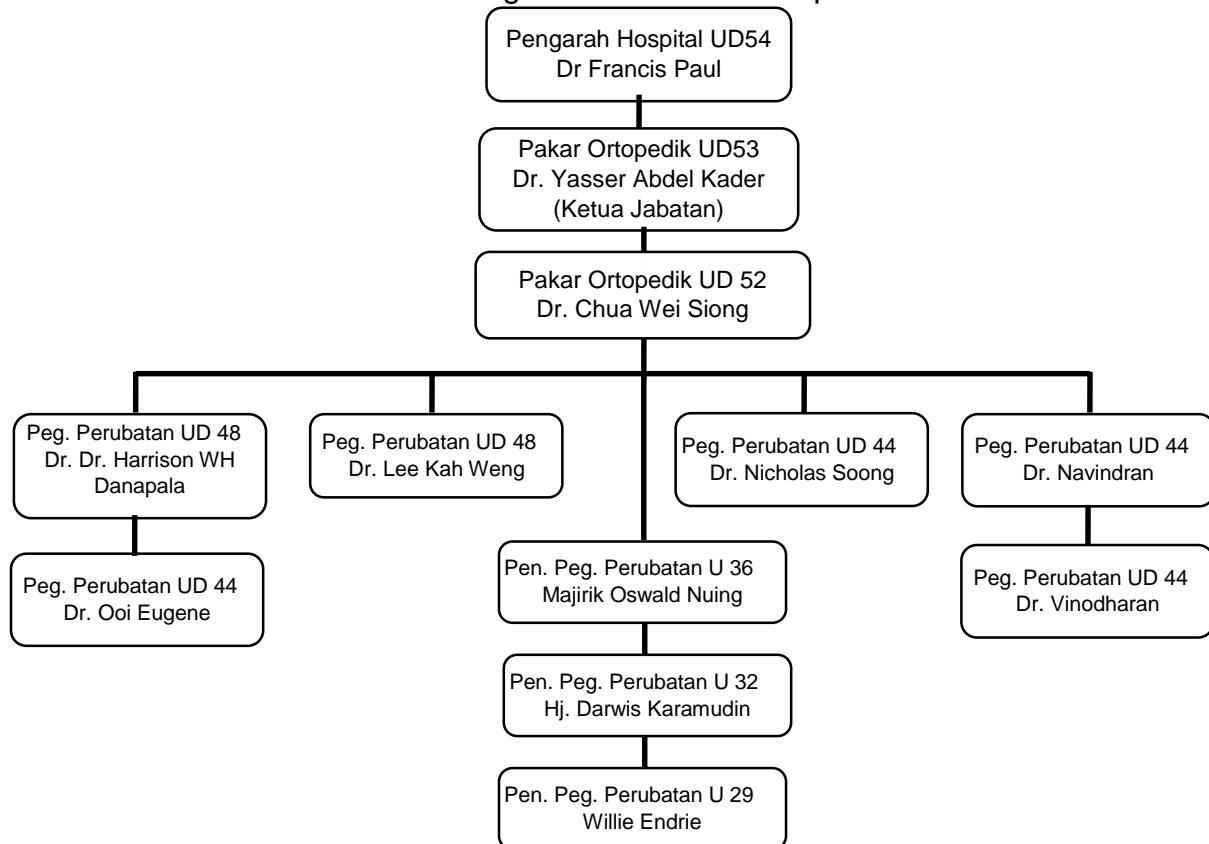 Pengarah Hospital UD54
Dr Francis Paul
Pakar Ortopedik UD53
Dr. Yasser Abdel Kader
(Ketua Jabatan)
Pakar Ortopedik UD 52
Dr. Chua Wei Siong
Peg. Perubatan UD 48
Dr. Dr. Harrison WH
Danapala
Peg. Perubatan UD 48
Dr. Lee Kah Weng
Peg. Perubatan UD 44
Dr. Nicholas Soong
Peg. Perubatan UD 44
Dr. Navindran
Peg. Perubatan UD 44
Dr. Ooi Eugene
Pen. Peg. Perubatan U 36
Majirik Oswald Nuing
Peg. Perubatan UD 44
Dr. Vinodharan
Pen. Peg. Perubatan U 32
Hj. Darwis Karamudin
Pen. Peg. Perubatan U 29
Willie Endrie